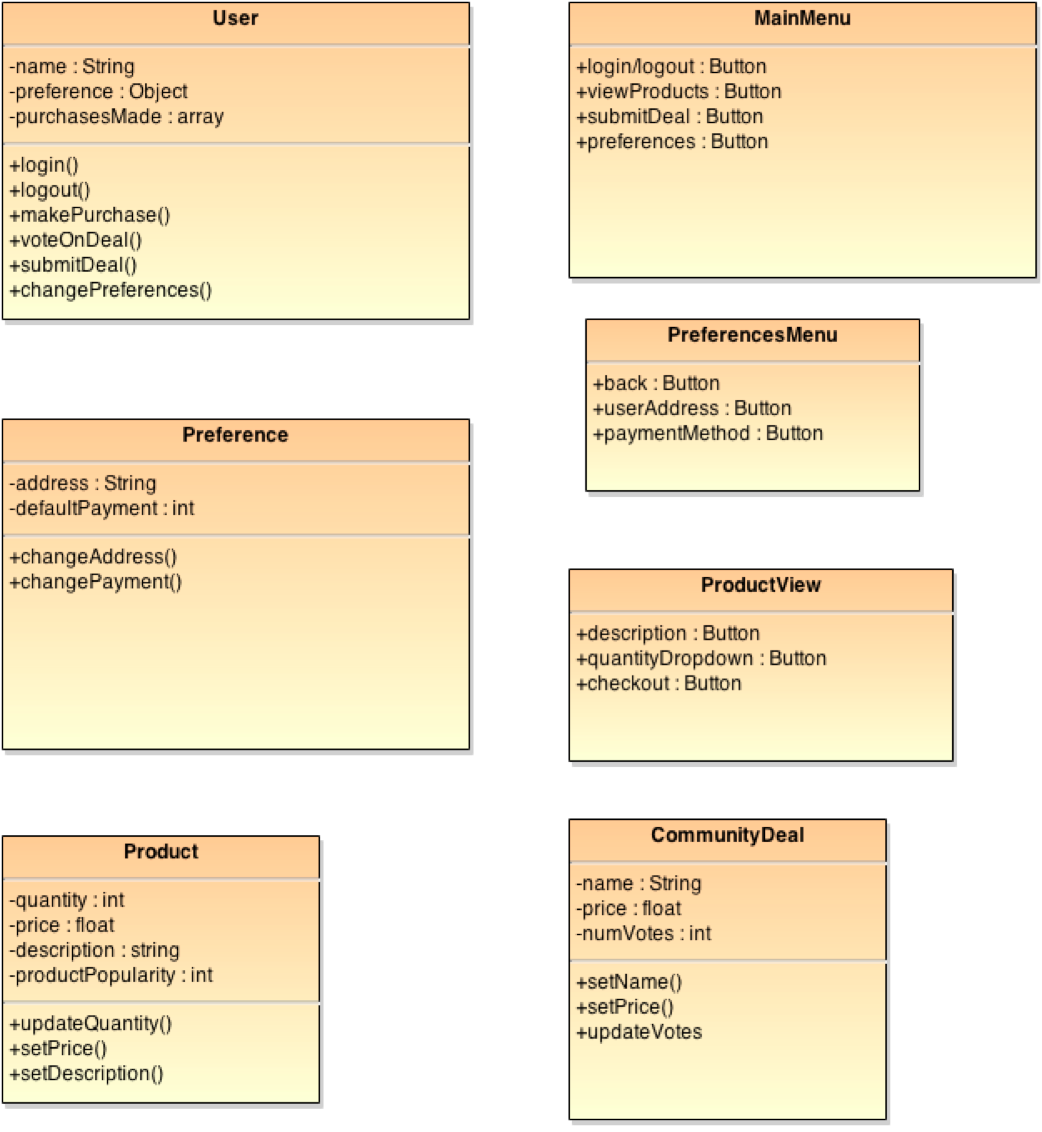 User
-name : String
-preference : Object
-purchasesMade : array
+login()
+logout()
+makePurchase()
+voteOnDeal()
+submitDeal()
+changePreferences()
MainMenu
+login/logout : Button
+viewProducts : Button
+submitDeal : Button
+preferences : Button
PreferencesMenu
+back : Button
+userAddress : Button
+paymentMethod : Button
Preference
-address : String
-defaultPayment : int
+changeAddress()
+changePayment()
ProductView
+description : Button
+quantityDropdown : Button
+checkout : Button
Product
-quantity : int
-price : float
-description : string
-productPopularity : int
+updateQuantity()
+setPrice()
+setDescription()
CommunityDeal
-name : String
-price : float
-numVotes : int
+setName()
+setPrice()
+updateVotes